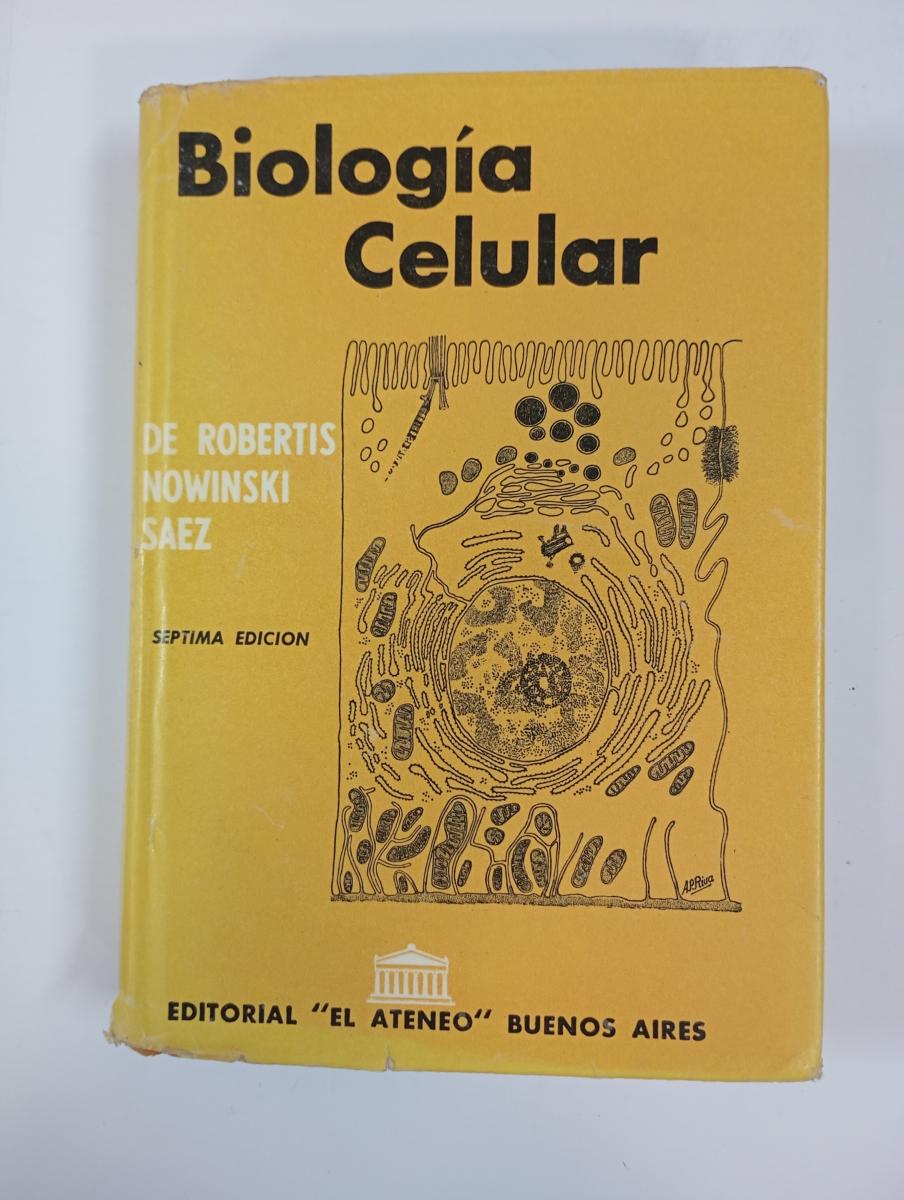 Biología
Celular
DE ROBERTIS
NOWINSKI
SAEZ
SEPTIMA EDICION
A.P.Riva
EDITORIAL “EL ATENEO“ BUENOS AIRES